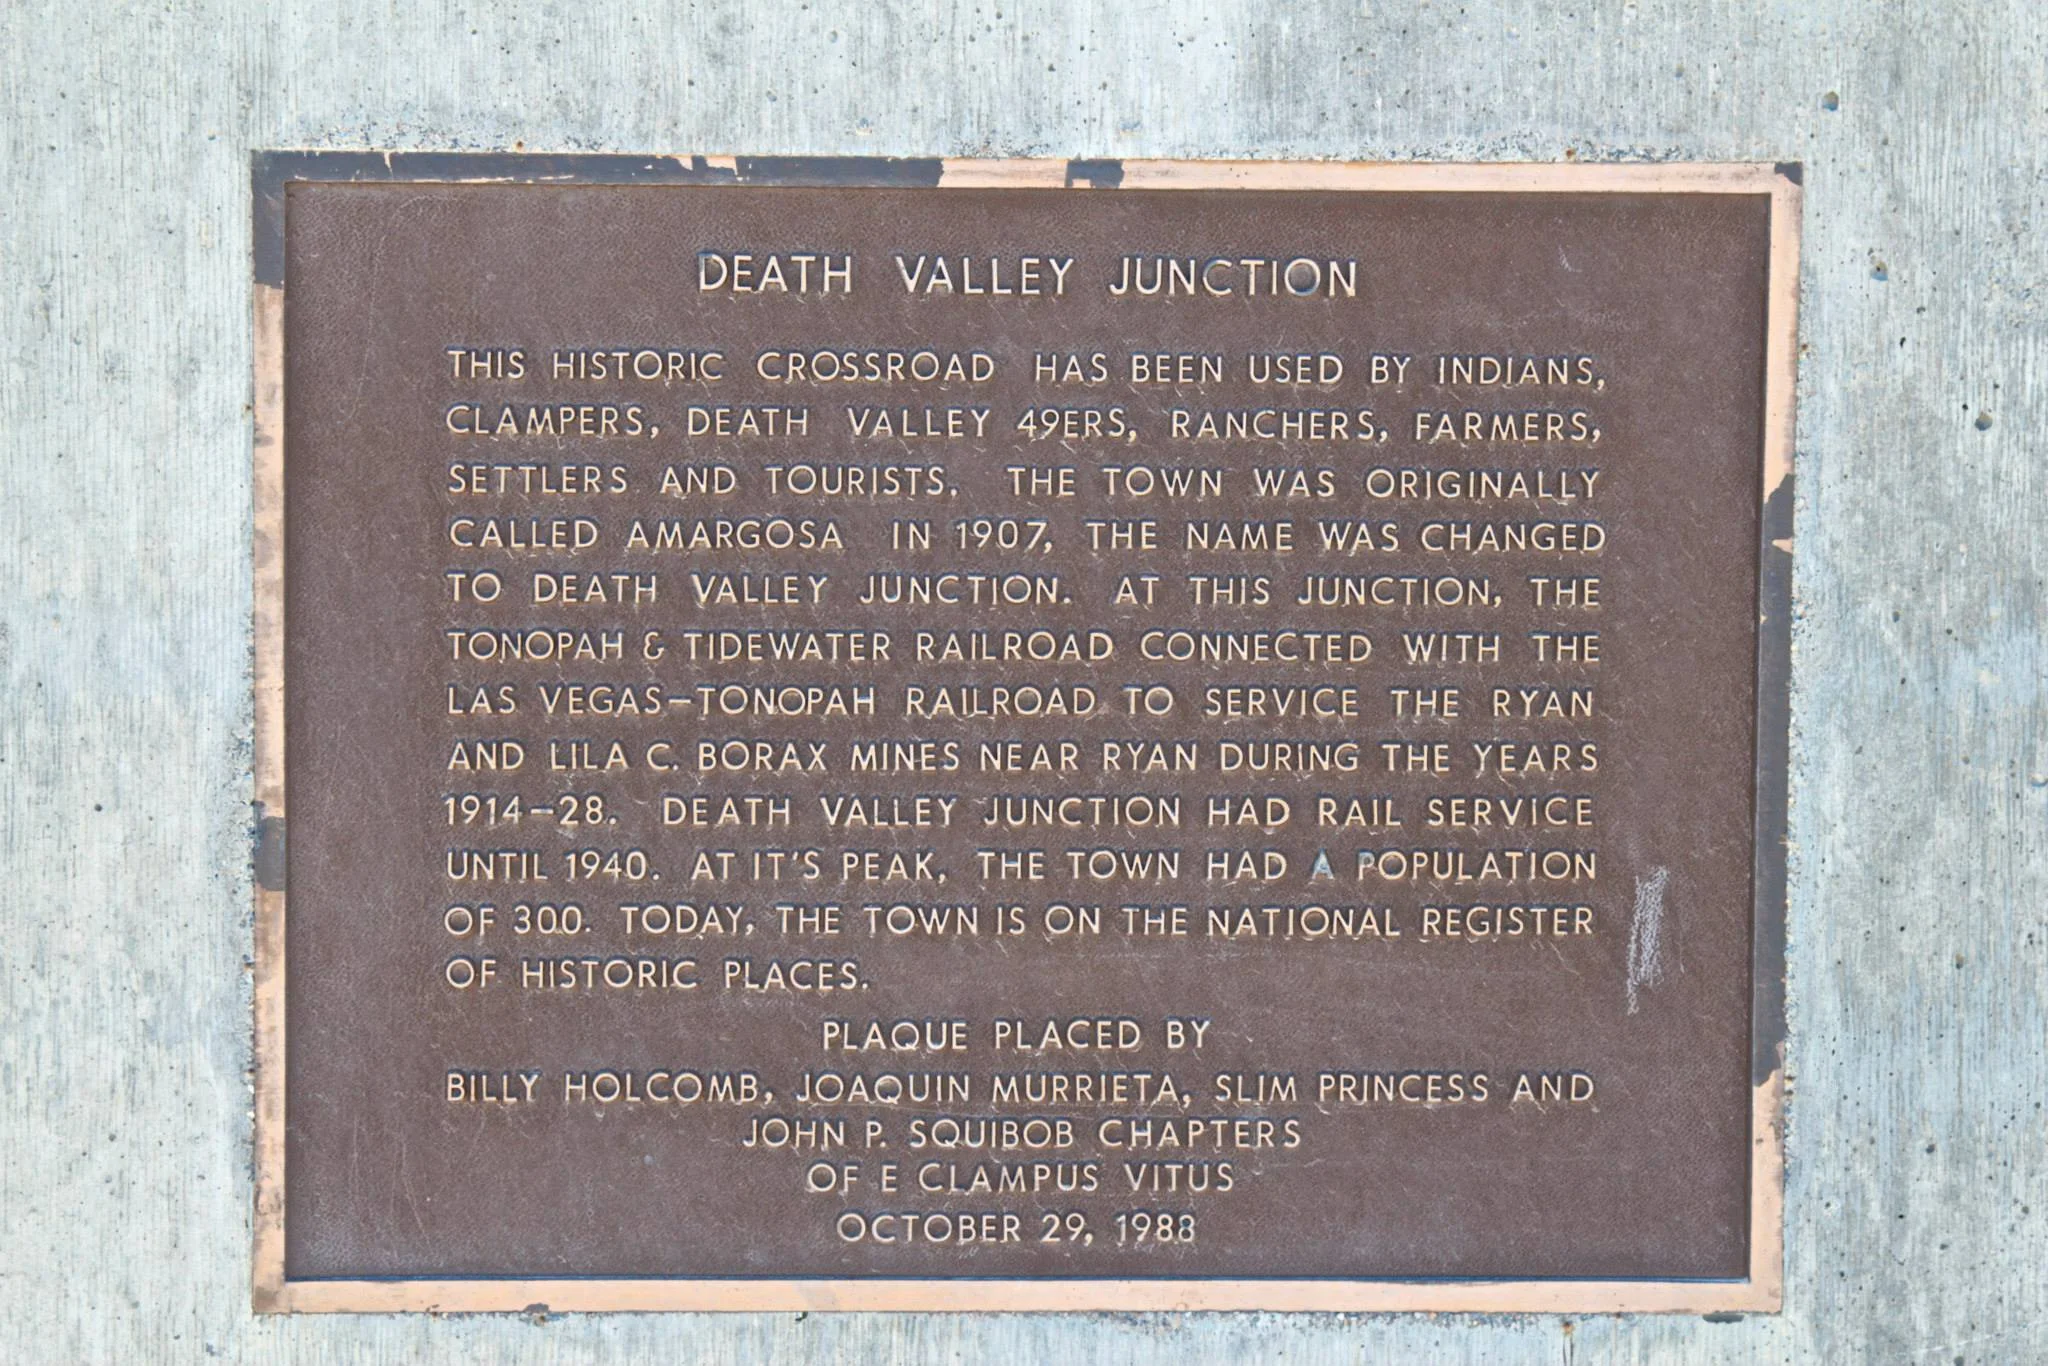 DEATH VALLEY JUNCTION
THIS HISTORIC CROSSROAD HAS BEEN USED BY INDIANS,
CLAMPERS, DEATH VALLEY 49ERS, RANCHERS, FARMERS,
SETTLERS AND TOURISTS. THE TOWN WAS ORIGINALLY
CALLED AMARGOSA IN 1907, THE NAME WAS CHANGED
TO DEATH VALLEY JUNCTION. AT THIS JUNCTION, THE
TONOPAH & TIDEWATER RAILROAD CONNECTED WITH THE
LAS VEGAS-TONOPAH RAILROAD TO SERVICE THE RYAN
AND LILA C. BORAX MINES NEAR RYAN DURING THE YEARS
1914-28. DEATH VALLEY JUNCTION HAD RAIL SERVICE
UNTIL 1940. AT IT'S PEAK, THE TOWN HAD A POPULATION
OF 300. TODAY, THE TOWN IS ON THE NATIONAL REGISTER
OF HISTORIC PLACES.
PLAQUE PLACED BY
BILLY HOLCOMB, JOAQUIN MURRIETA, SLIM PRINCESS AND
JOHN P. SQUIBOB CHAPTERS
OF E CLAMPUS VITUS
OCTOBER 29, 1988